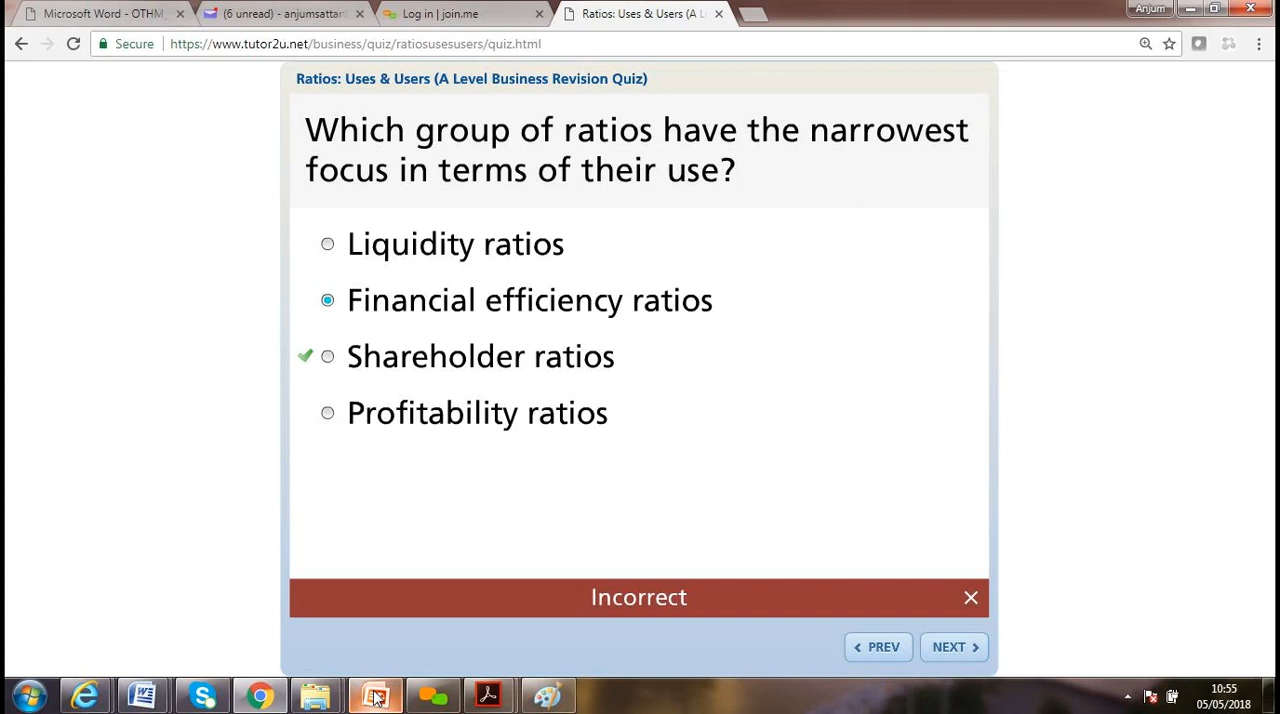 Microsoft Word - OTHM_
(6 unread) - anjumsattar
Log in | join.me
Ratios: Uses & Users (A L
Anjum
Secure
https://www.tutor2u.net/business/quiz/ratiosusesusers/quiz.html
Ratios: Uses & Users (A Level Business Revision Quiz)
Which group of ratios have the narrowest
focus in terms of their use?
Liquidity ratios
Financial efficiency ratios
Shareholder ratios
Profitability ratios
Incorrect
PREV
NEXT
10:55
05/05/2018